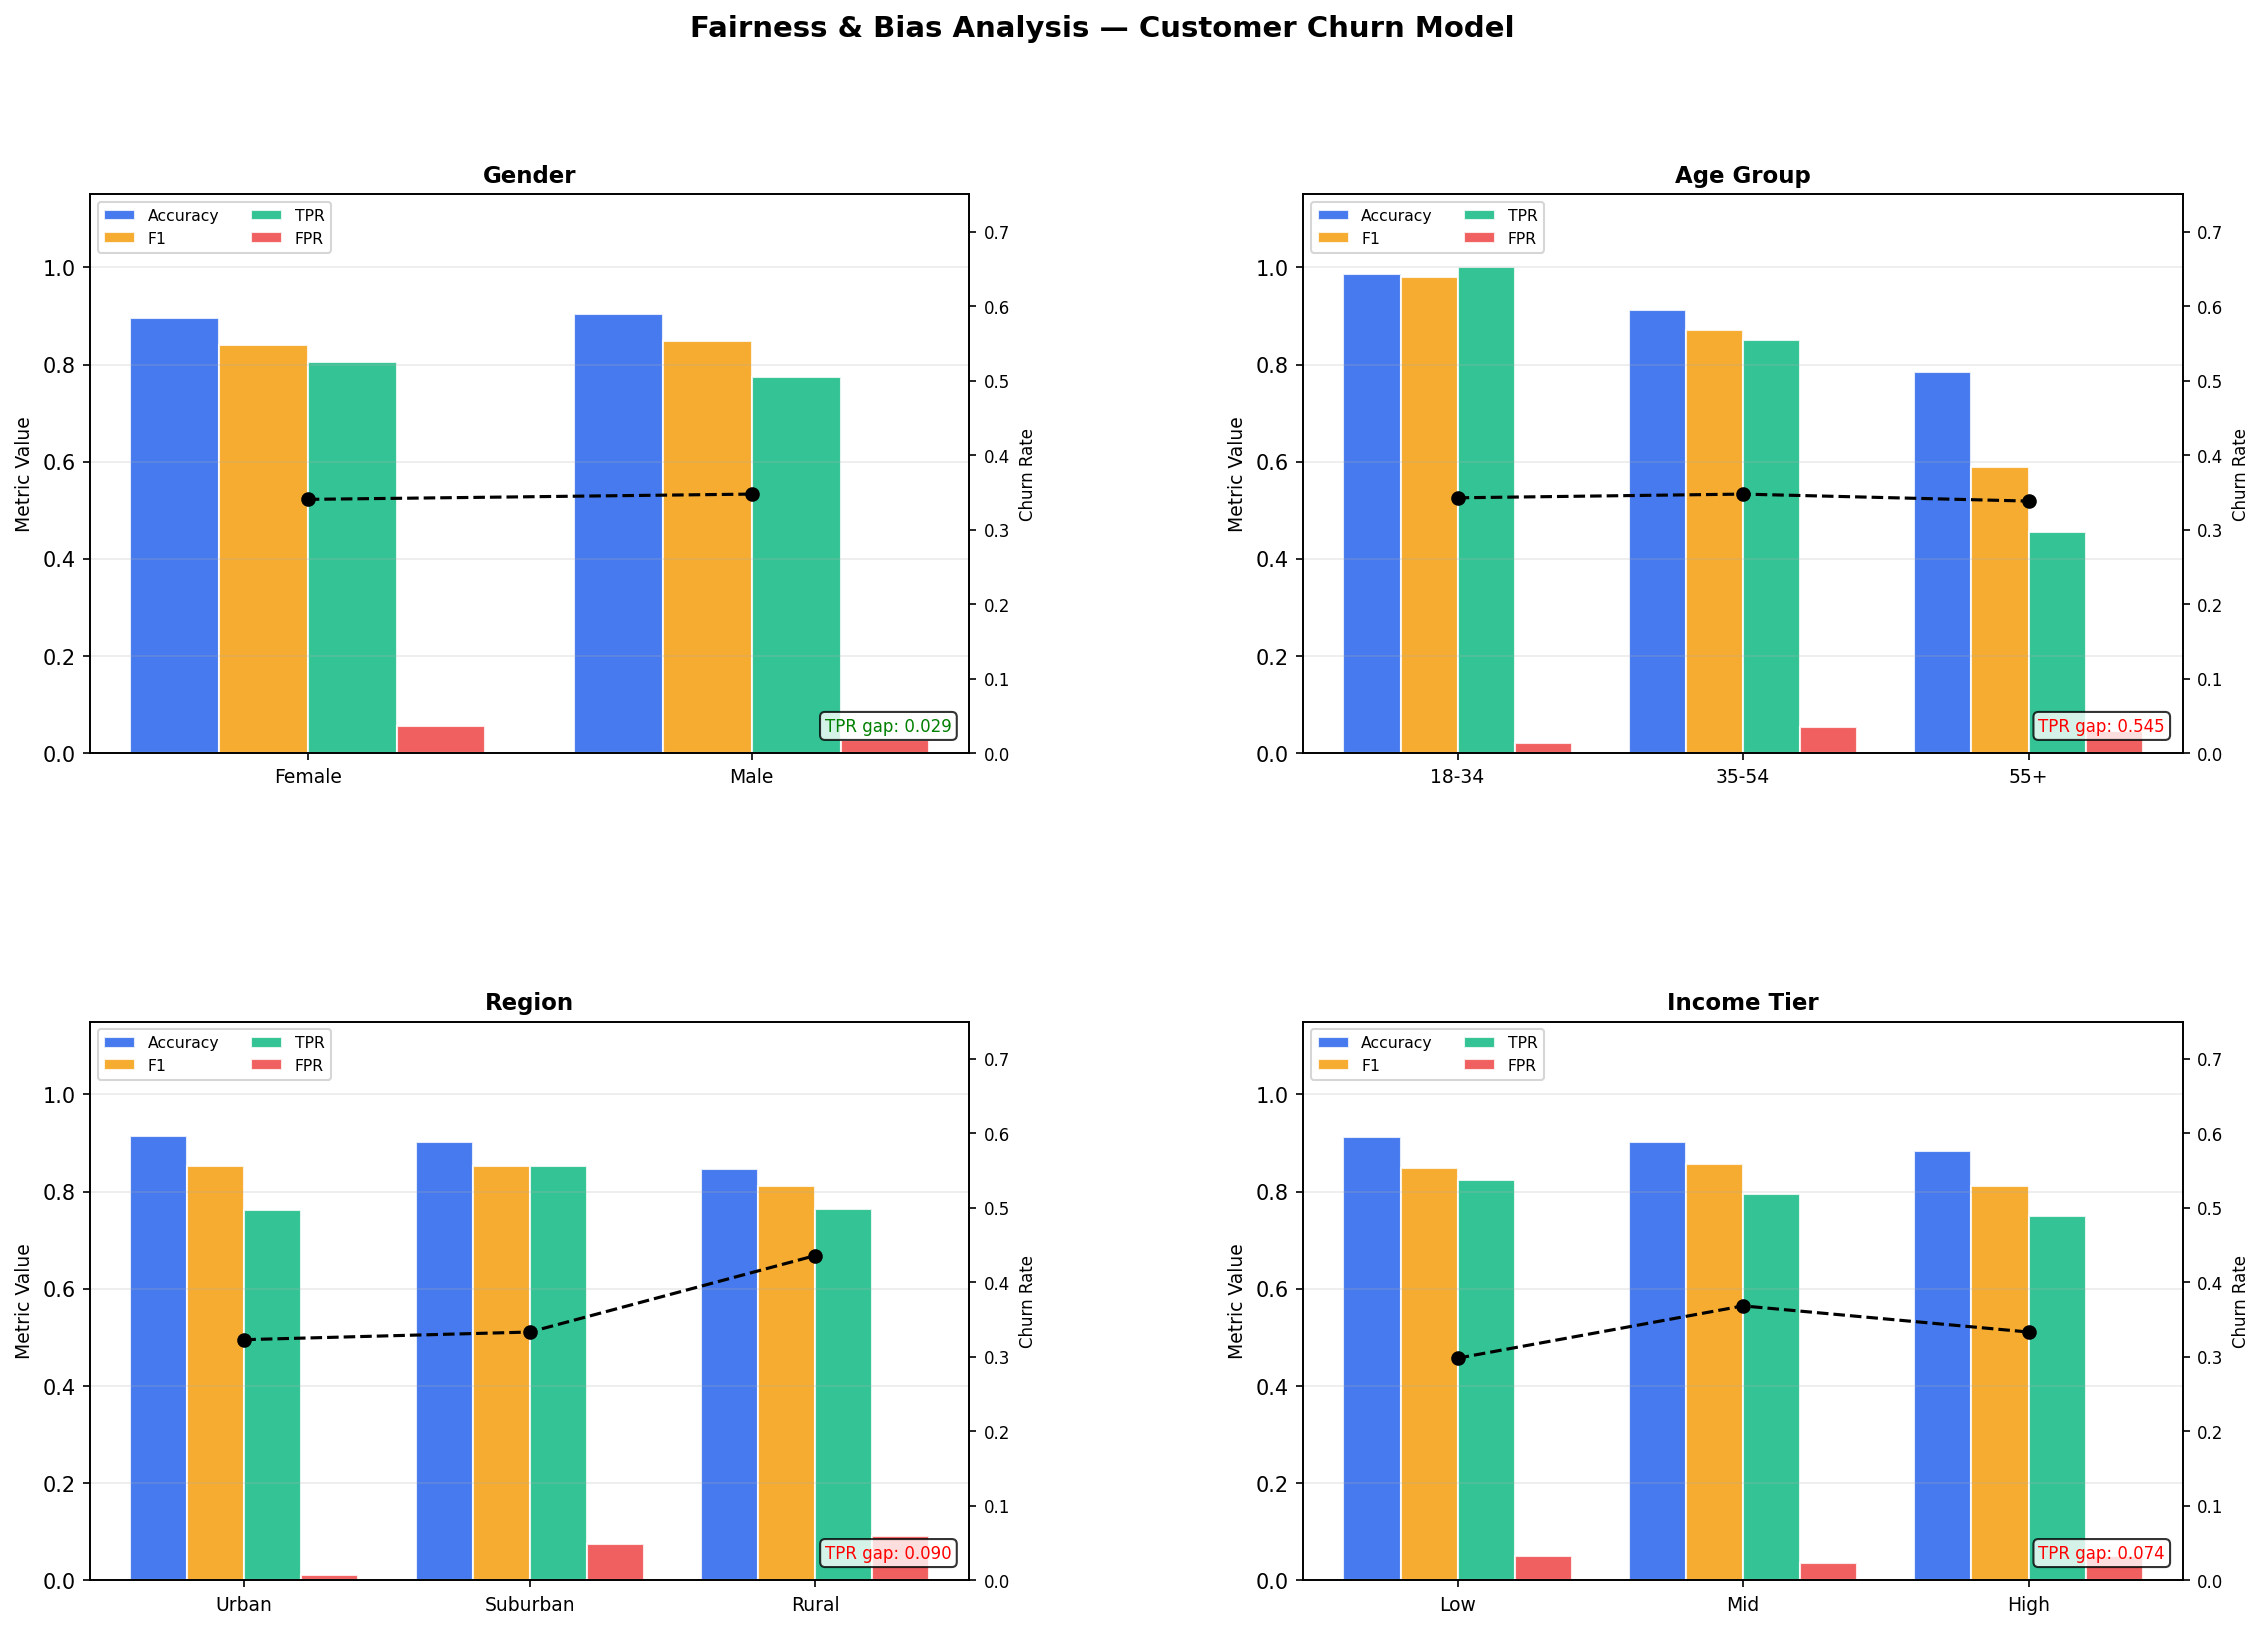 Fairness & Bias Analysis — Customer Churn Model
Gender
Accuracy TPR
F1 FPR
Metric Value
1.0
0.8
0.6
0.4
0.2
0.0
0.7
0.6
0.5
0.4
0.3
0.2
0.1
0.0
Churn Rate
TPR gap: 0.029
Female Male
Age Group
Accuracy TPR
F1 FPR
Metric Value
1.0
0.8
0.6
0.4
0.2
0.0
0.7
0.6
0.5
0.4
0.3
0.2
0.1
0.0
Churn Rate
TPR gap: 0.545
18-34 35-54 55+
Region
Accuracy TPR
F1 FPR
Metric Value
1.0
0.8
0.6
0.4
0.2
0.0
0.7
0.6
0.5
0.4
0.3
0.2
0.1
0.0
Churn Rate
TPR gap: 0.090
Urban Suburban Rural
Income Tier
Accuracy TPR
F1 FPR
Metric Value
1.0
0.8
0.6
0.4
0.2
0.0
0.7
0.6
0.5
0.4
0.3
0.2
0.1
0.0
Churn Rate
TPR gap: 0.074
Low Mid High